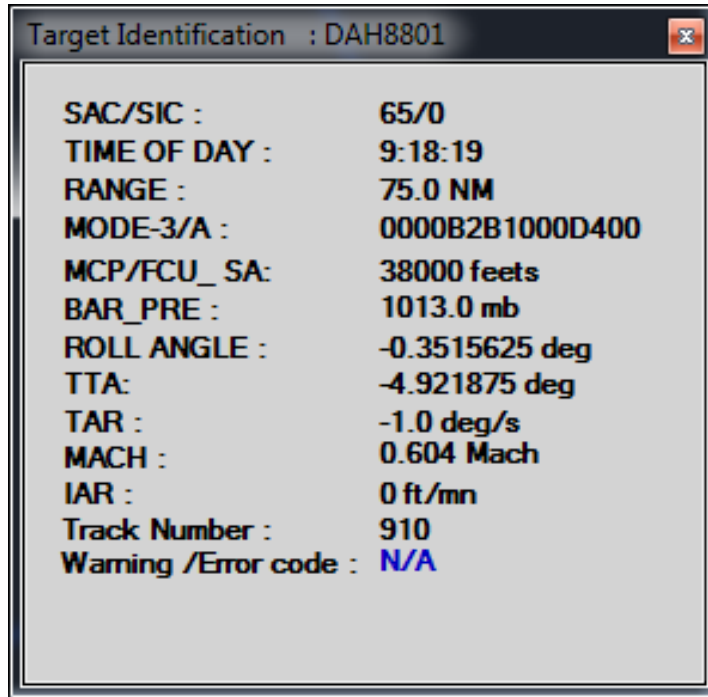 Target Identification : DAH8801
SAC/SIC : 65/0
TIME OF DAY : 9:18:19
RANGE : 75.0 NM
MODE-3/A : 0000B2B1000D400
MCP/FCU_ SA: 38000 feets
BAR_PRE : 1013.0 mb
ROLL ANGLE : -0.3515625 deg
TTA: -4.921875 deg
TAR : -1.0 deg/s
MACH : 0.604 Mach
IAR : 0 ft/mn
Track Number : 910
Warning /Error code : N/A